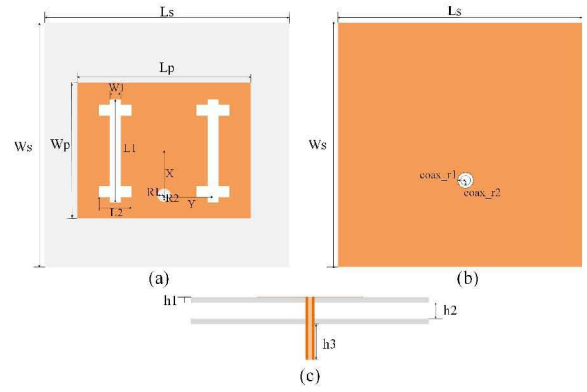 Ls
Lp
W1
Ws
Wp
L1
X
R1
R2
L2
Y
(a)
Ls
Ws
coax_r1
coax_r2
(b)
h1
h2
h3
(c)